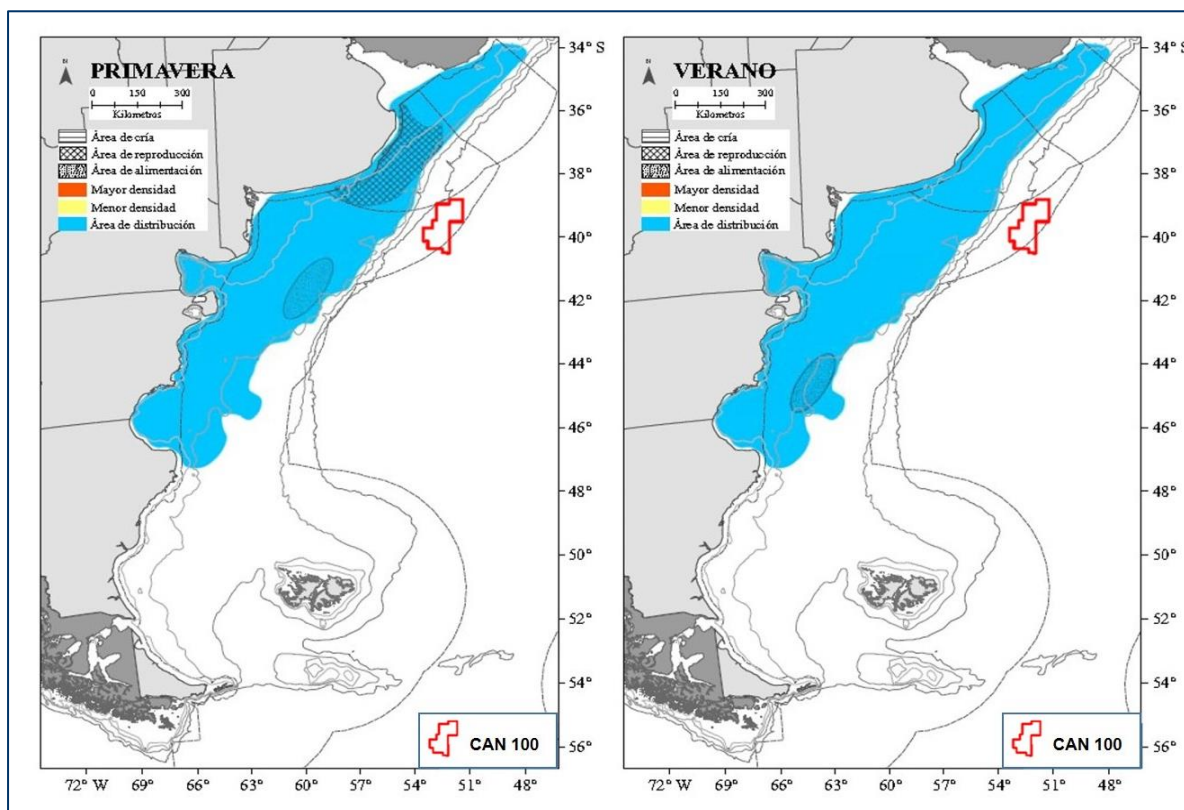 PRIMAVERA
N
0 150 300
Kilometros
Área de cría
Área de reproducción
Área de alimentación
Mayor densidad
Menor densidad
Área de distribución
34° S
36°
38°
40°
42°
44°
46°
48°
50°
52°
54°
56°
72° W 69° 66° 63° 60° 57° 54° 51° 48°
CAN 100
VERANO
N
0 150 300
Kilometros
Área de cría
Área de reproducción
Área de alimentación
Mayor densidad
Menor densidad
Área de distribución
34° S
36°
38°
40°
42°
44°
46°
48°
50°
52°
54°
56°
72° W 69° 66° 63° 60° 57° 54° 51° 48°
CAN 100